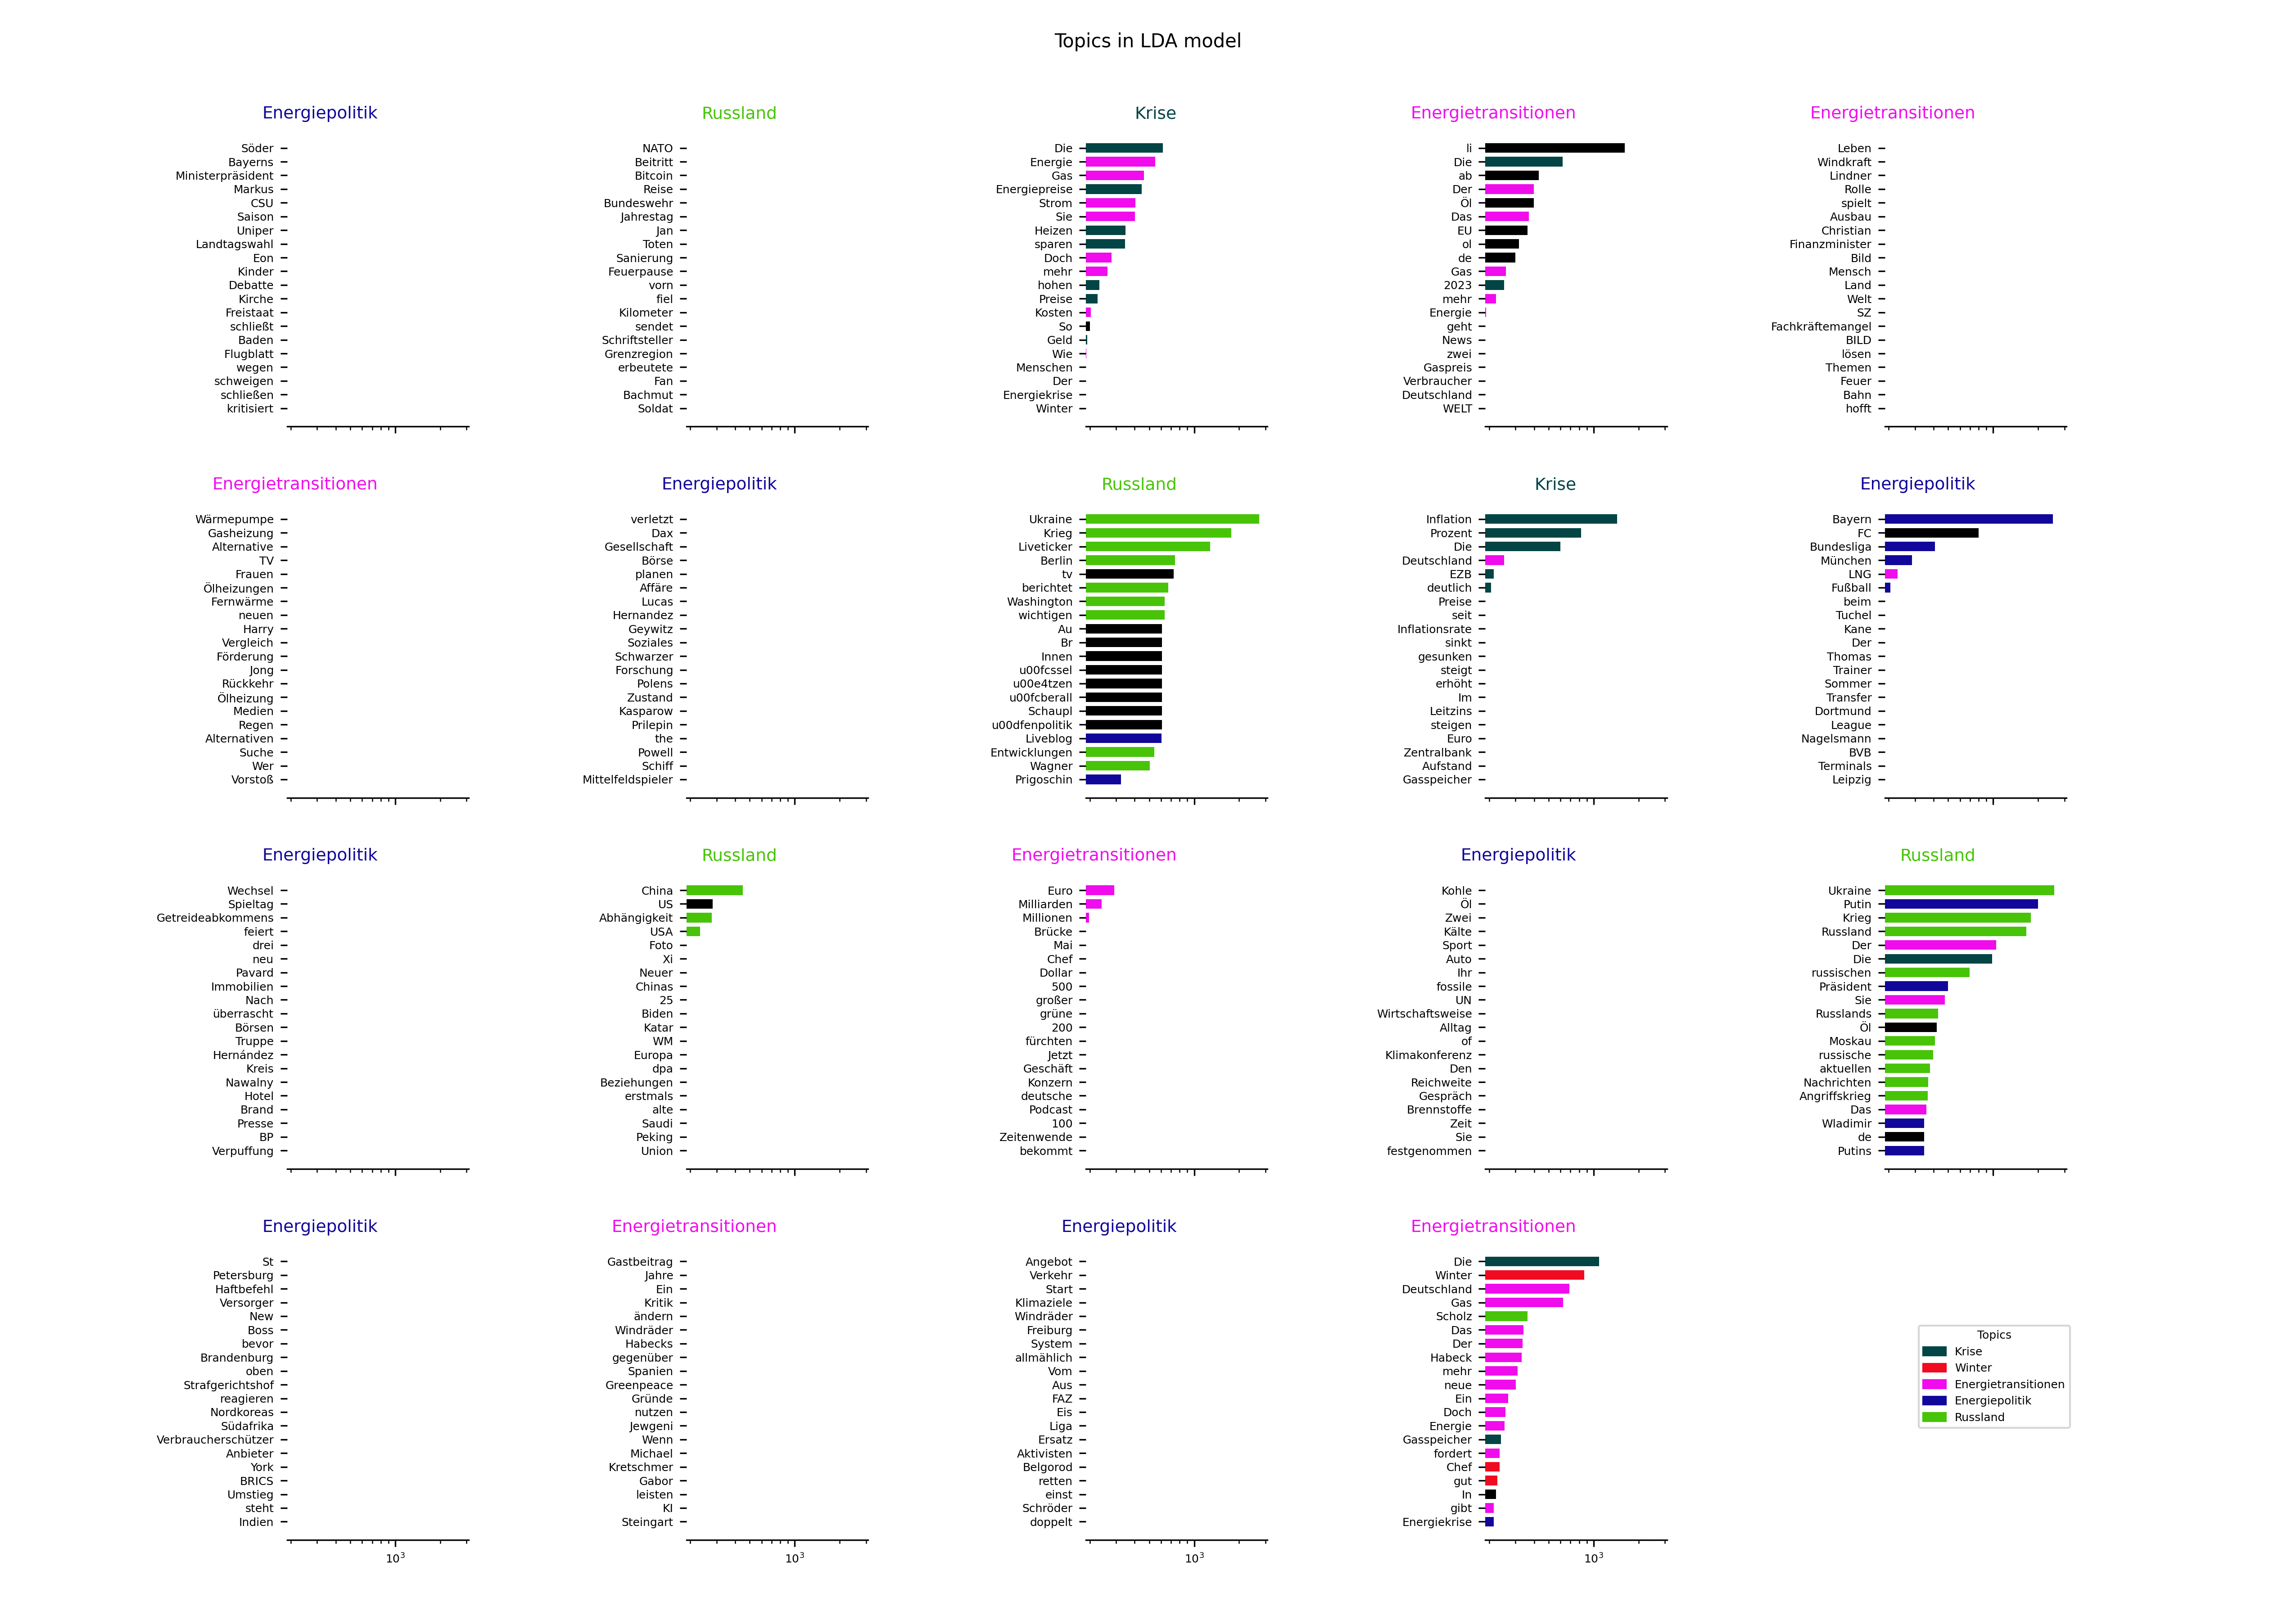 Topics in LDA model
Energiepolitik
Söder
Bayerns
Ministerpräsident
Markus
CSU
Saison
Uniper
Landtagswahl
Eon
Kinder
Debatte
Kirche
Freistaat
schließt
Baden
Flugblatt
wegen
schweigen
schließen
kritisiert
Russland
NATO
Beitritt
Bitcoin
Reise
Bundeswehr
Jahrestag
Jan
Toten
Sanierung
Feuerpause
vorn
fiel
Kilometer
sendet
Schriftsteller
Grenzregion
erbeutete
Fan
Bachmut
Soldat
Krise
Die
Energie
Gas
Energiepreise
Strom
Sie
Heizen
sparen
Doch
mehr
hohen
Preise
Kosten
So
Geld
Wie
Menschen
Der
Energiekrise
Winter
Energietransitionen
li
Die
ab
Der
Öl
Das
EU
ol
de
Gas
2023
mehr
Energie
geht
News
zwei
Gaspreis
Verbraucher
Deutschland
WELT
Energietransitionen
Leben
Windkraft
Lindner
Rolle
spielt
Ausbau
Christian
Finanzminister
Bild
Mensch
Land
Welt
SZ
Fachkräftemangel
BILD
lösen
Themen
Feuer
Bahn
hofft
Energietransitionen
Wärmepumpe
Gasheizung
Alternative
TV
Frauen
Ölheizungen
Fernwärme
neuen
Harry
Vergleich
Förderung
Jong
Rückkehr
Ölheizung
Medien
Regen
Alternativen
Suche
Wer
Vorstoß
Energiepolitik
verletzt
Dax
Gesellschaft
Börse
planen
Affäre
Lucas
Hernandez
Geywitz
Soziales
Schwarzer
Forschung
Polens
Zustand
Kasparow
Prilepin
the
Powell
Schiff
Mittelfeldspieler
Russland
Ukraine
Krieg
Liveticker
Berlin
tv
berichtet
Washington
wichtigen
Au
Br
Innen
u00fcssel
u00e4tzen
u00fcberall
Schaupl
u00dfenpolitik
Liveblog
Entwicklungen
Wagner
Prigoschin
Krise
Inflation
Prozent
Die
Deutschland
EZB
deutlich
Preise
seit
Inflationsrate
sinkt
gesunken
steigt
erhöht
Im
Leitzins
steigen
Euro
Zentralbank
Aufstand
Gasspeicher
Energiepolitik
Bayern
FC
Bundesliga
München
LNG
Fußball
beim
Tuchel
Kane
Der
Thomas
Trainer
Sommer
Transfer
Dortmund
League
Nagelsmann
BVB
Terminals
Leipzig
Energiepolitik
Wechsel
Spieltag
Getreideabkommens
feiert
drei
neu
Pavard
Immobilien
Nach
überrascht
Börsen
Truppe
Hernández
Kreis
Nawalny
Hotel
Brand
Presse
BP
Verpuffung
Russland
China
US
Abhängigkeit
USA
Foto
Xi
Neuer
Chinas
25
Biden
Katar
WM
Europa
dpa
Beziehungen
erstmals
alte
Saudi
Peking
Union
Energietransitionen
Euro
Milliarden
Millionen
Brücke
Mai
Chef
Dollar
500
großer
grüne
200
fürchten
Jetzt
Geschäft
Konzern
deutsche
Podcast
100
Zeitenwende
bekommt
Energiepolitik
Kohle
Öl
Zwei
Kälte
Sport
Auto
Ihr
fossile
UN
Wirtschaftsweise
Alltag
of
Klimakonferenz
Den
Reichweite
Gespräch
Brennstoffe
Zeit
Sie
festgenommen
Russland
Ukraine
Putin
Krieg
Russland
Der
Die
russischen
Präsident
Sie
Russlands
Öl
Moskau
russische
aktuellen
Nachrichten
Angriffskrieg
Das
Wladimir
de
Putins
Energiepolitik
St
Petersburg
Haftbefehl
Versorger
New
Boss
bevor
Brandenburg
oben
Strafgerichtshof
reagieren
Nordkoreas
Südafrika
Verbraucherschützer
Anbieter
York
BRICS
Umstieg
steht
Indien
10³
Energietransitionen
Gastbeitrag
Jahre
Ein
Kritik
ändern
Windräder
Habecks
gegenüber
Spanien
Greenpeace
Gründe
nutzen
Jewgeni
Wenn
Michael
Kretschmer
Gabor
leisten
KI
Steingart
10³
Energiepolitik
Angebot
Verkehr
Start
Klimaziele
Windräder
Freiburg
System
allmählich
Vom
Aus
FAZ
Eis
Liga
Ersatz
Aktivisten
Belgorod
retten
einst
Schröder
doppelt
10³
Energietransitionen
Die
Winter
Deutschland
Gas
Scholz
Das
Der
Habeck
mehr
neue
Ein
Doch
Energie
Gasspeicher
fordert
Chef
gut
In
gibt
Energiekrise
10³
Topics
Krise
Winter
Energietransitionen
Energiepolitik
Russland